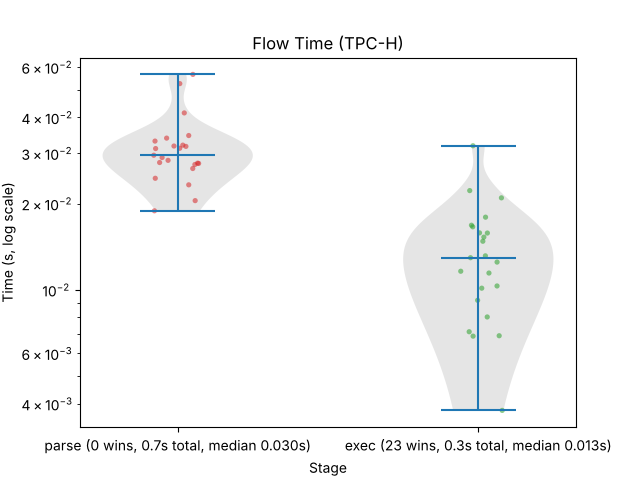 Flow Time (TPC-H)
Time (s, log scale)
6 × 10⁻²
4 × 10⁻²
3 × 10⁻²
2 × 10⁻²
10⁻²
6 × 10⁻³
4 × 10⁻³
parse (0 wins, 0.7s total, median 0.030s)
exec (23 wins, 0.3s total, median 0.013s)
Stage